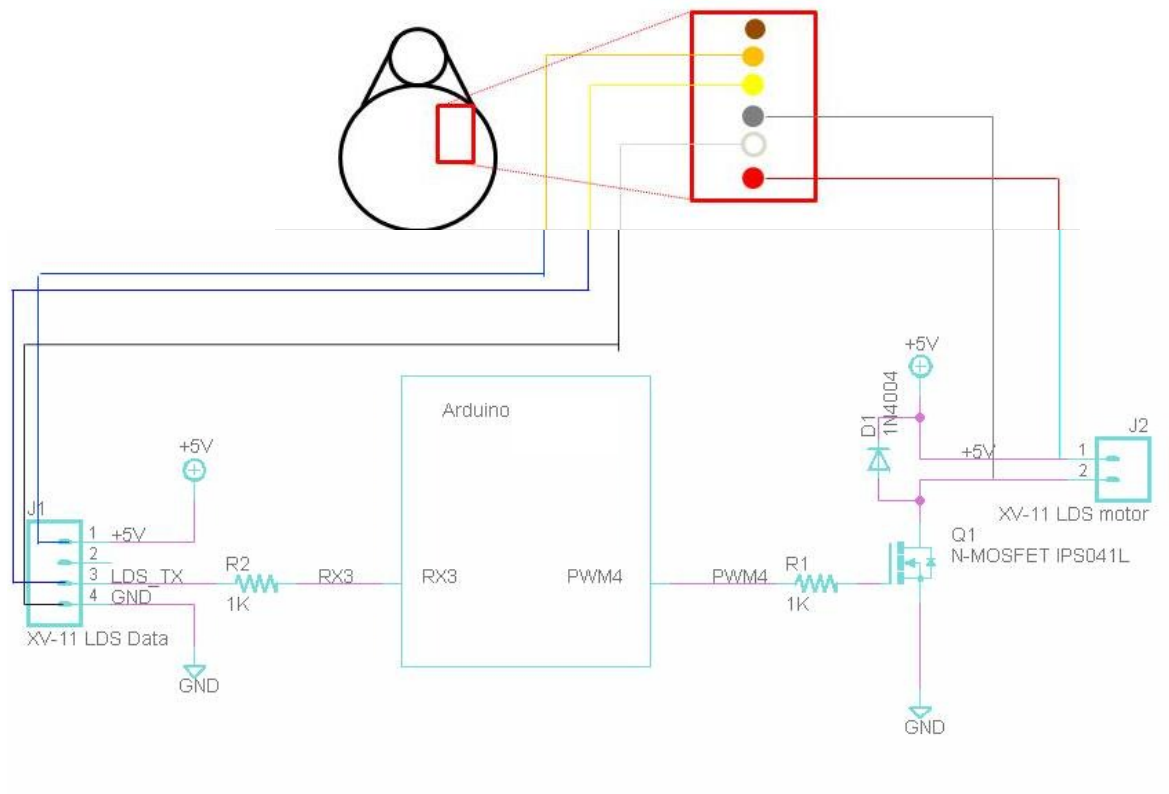 +5V
D1
1N4004
Arduino
J2
1
+5V
2
+5V
XV-11 LDS motor
J1
1 +5V
2
3 LDS_TX
4 GND
Q1
N-MOSFET IPS041L
R2
1K
RX3
RX3
PWM4
PWM4
R1
1K
XV-11 LDS Data
GND
GND